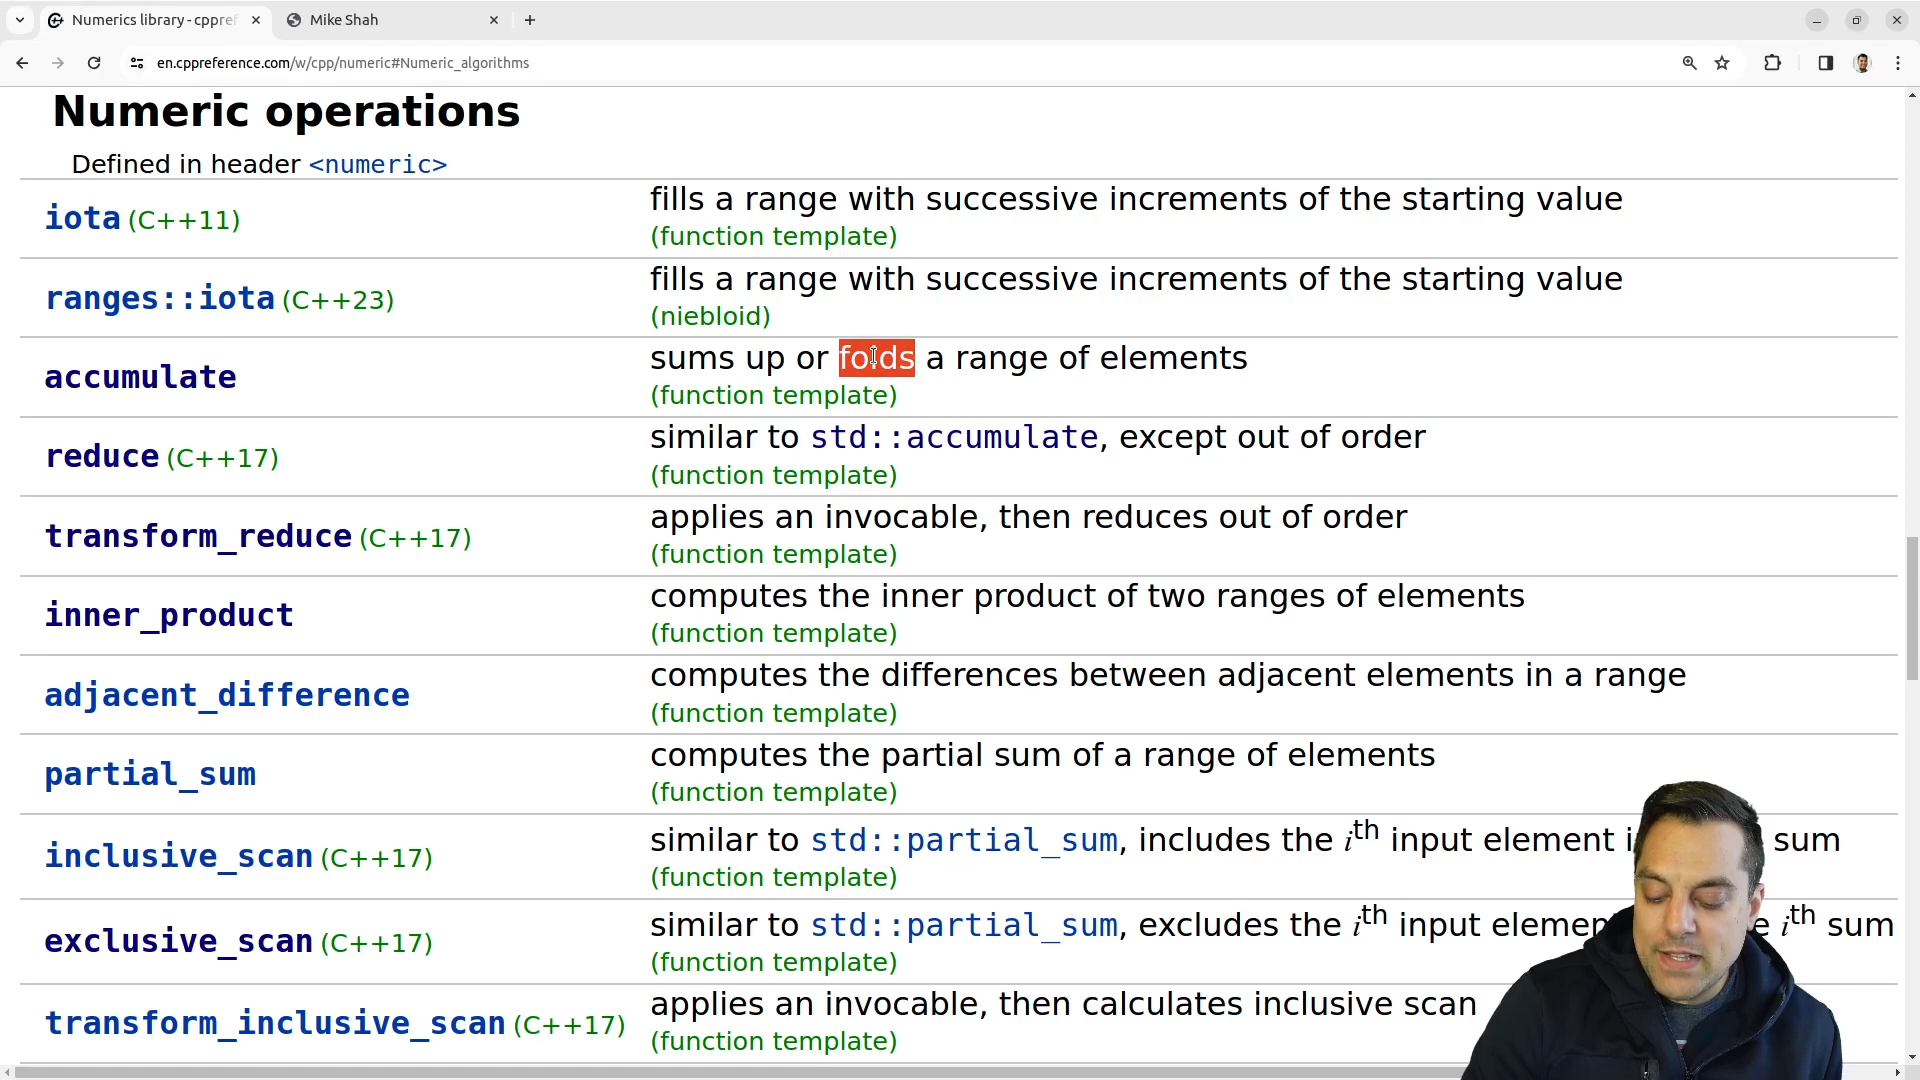 Numerics library - cppref
Mike Shah
en.cppreference.com/w/cpp/numeric#Numeric_algorithms
Numeric operations
Defined in header <numeric>
iota (C++11)
fills a range with successive increments of the starting value
(function template)
ranges::iota (C++23)
fills a range with successive increments of the starting value
(niebloid)
accumulate
sums up or folds a range of elements
(function template)
reduce (C++17)
similar to std::accumulate, except out of order
(function template)
transform_reduce (C++17)
applies an invocable, then reduces out of order
(function template)
inner_product
computes the inner product of two ranges of elements
(function template)
adjacent_difference
computes the differences between adjacent elements in a range
(function template)
partial_sum
computes the partial sum of a range of elements
(function template)
inclusive_scan (C++17)
similar to std::partial_sum, includes the ith input element sum
(function template)
exclusive_scan (C++17)
similar to std::partial_sum, excludes the ith input ith sum
(function template)
transform_inclusive_scan (C++17)
applies an invocable, then calculates inclusive scan
(function template)